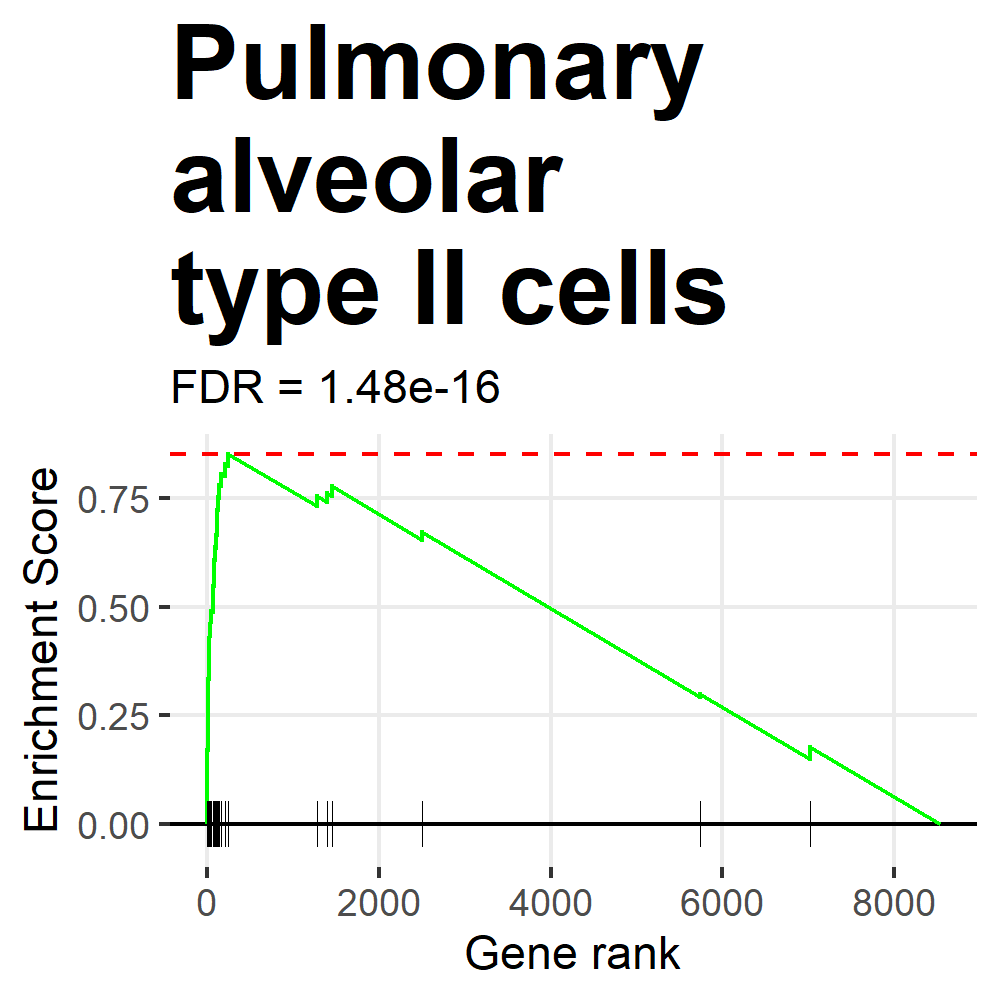 Pulmonary
alveolar
type II cells
FDR = 1.48e-16
Enrichment Score
0.75
0.50
0.25
0.00
0 2000 4000 6000 8000
Gene rank